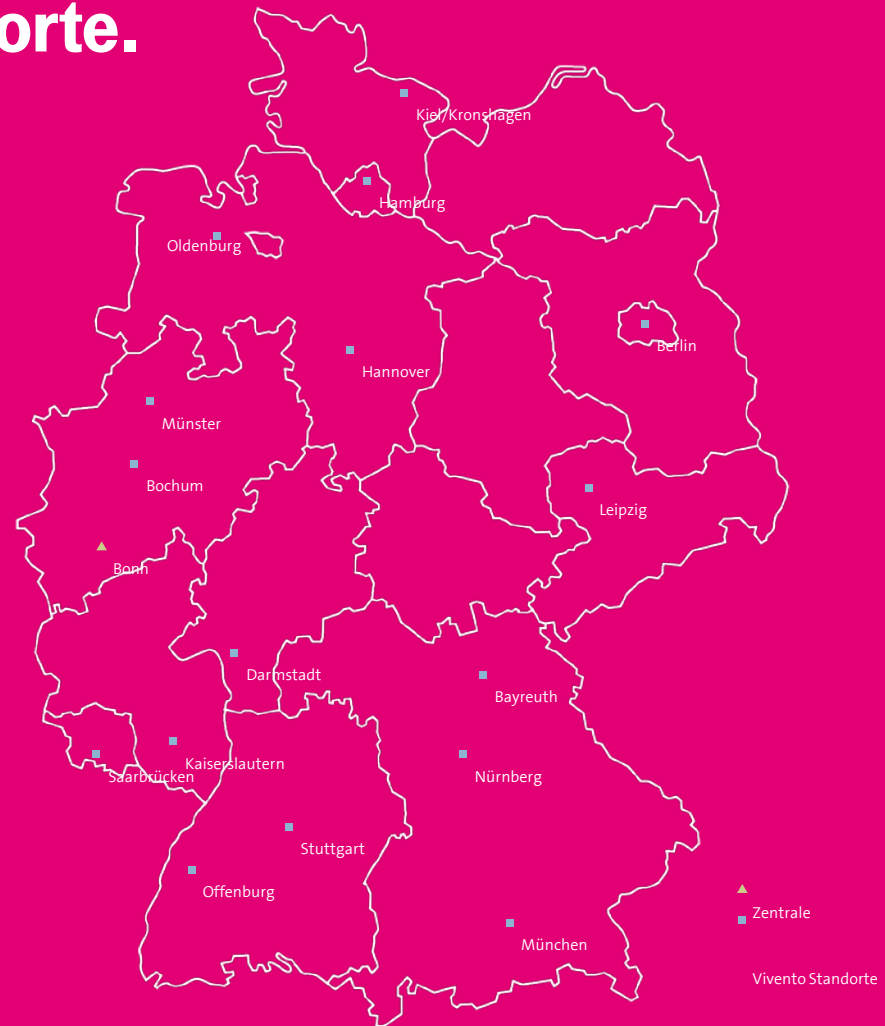 orte.
Kiel/Kronshagen
Hamburg
Oldenburg
Berlin
Hannover
Münster
Bochum
Leipzig
Bonn
Darmstadt
Bayreuth
Kaiserslautern
Saarbrücken
Nürnberg
Stuttgart
Offenburg
Zentrale
München
Vivento Standorte